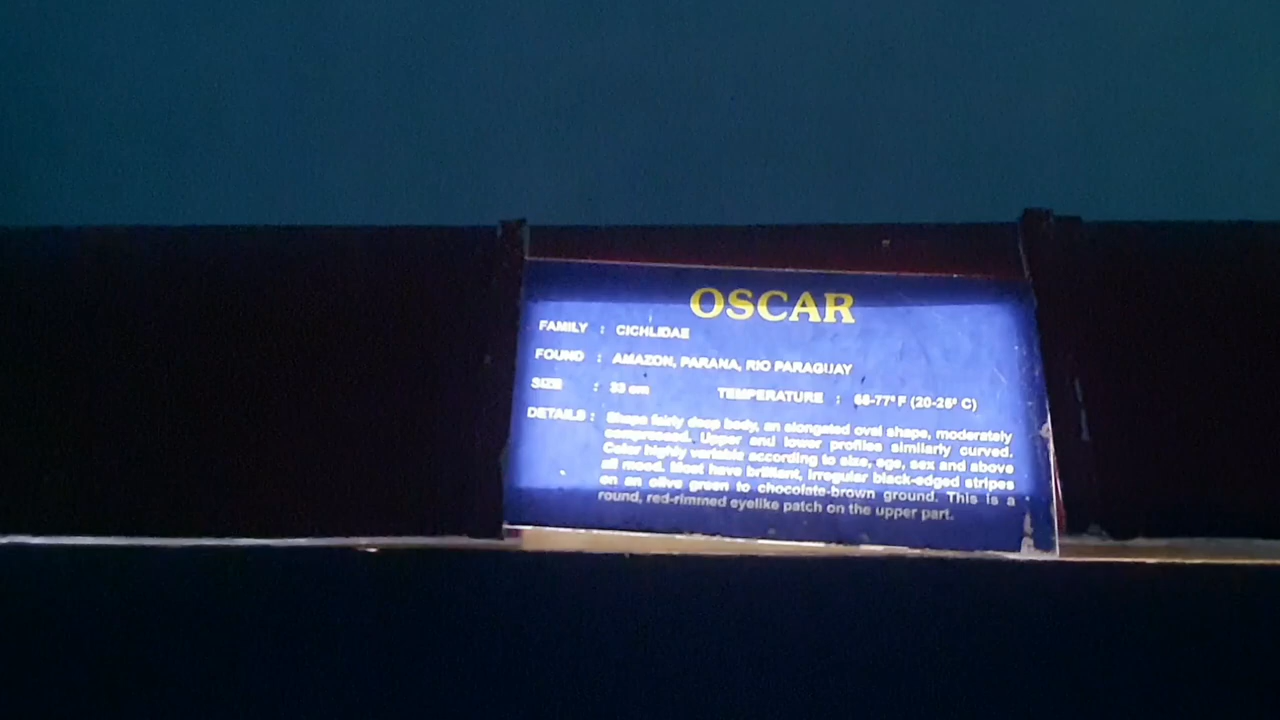 OSCAR
FAMILY : CICHLIDAE
FOUND : AMAZON, PARANA, RIO PARAGUAY
SIZE : 33 cm TEMPERATURE : 68-77° F (20-25° C)
DETAILS : Shape fairly deep body, an elongated oval shape, moderately
compressed. Upper and lower profiles similarly curved.
Color highly variable according to size, age, sex and above
all mood. Most have brilliant, irregular black-edged stripes
on an olive green to chocolate-brown ground. This is a
round, red-rimmed eyelike patch on the upper part.